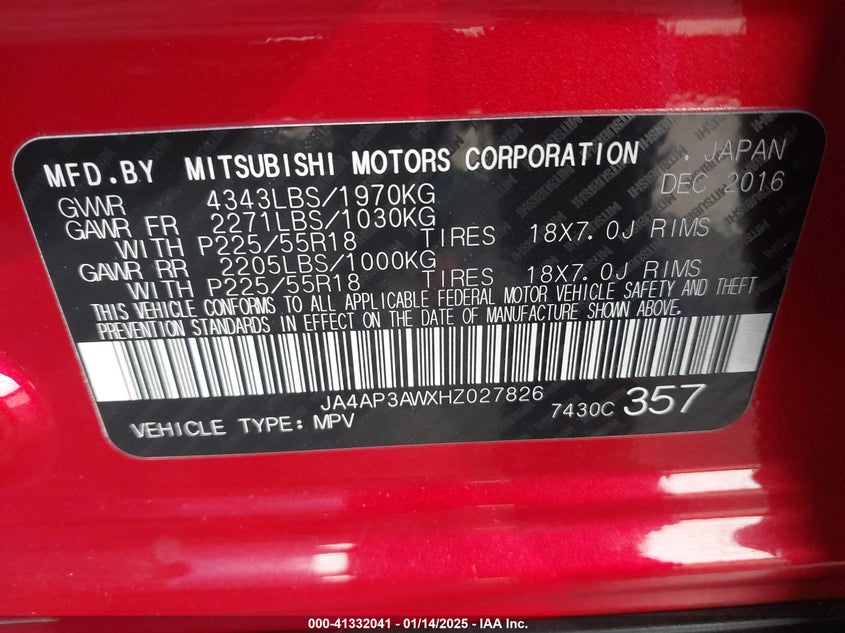 MFD.BY MITSUBISHI MOTORS CORPORATION JAPAN
DEC 2016
GVWR 4343LBS/1970KG
GAWR FR 2271LBS/1030KG
WITH P225/55R18 TIRES 18X7.0J RIMS
GAWR RR 2205LBS/1000KG
WITH P225/55R18 TIRES 18X7.0J RIMS
THIS VEHICLE CONFORMS TO ALL APPLICABLE FEDERAL MOTOR VEHICLE SAFETY AND THEFT
PREVENTION STANDARDS IN EFFECT ON THE DATE OF MANUFACTURE SHOWN ABOVE.
JA4AP3AWXHZ027826
7430C 357
VEHICLE TYPE: MPV
000-41332041 - 01/14/2025 - IAA Inc.